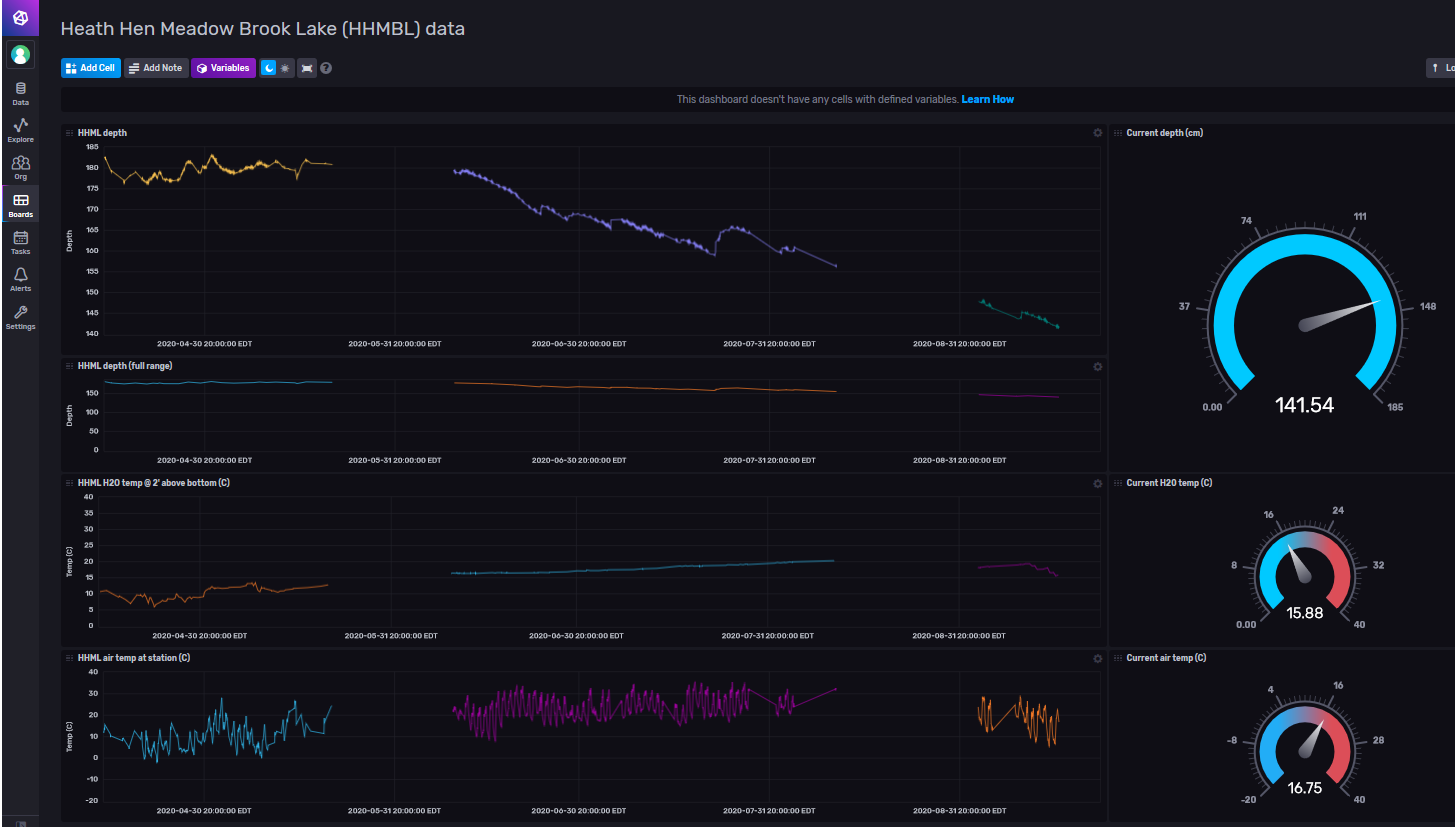 Heath Hen Meadow Brook Lake (HHMBL) data
Add Cell Add Note Variables ?
Lo
This dashboard doesn't have any cells with defined variables. Learn How
Data
Explore
Org
Boards
Tasks
Alerts
Settings
HHML depth
185
180
175
170
165
160
155
150
145
140
Depth
2020-04-30 20:00:00 EDT 2020-05-31 20:00:00 EDT 2020-06-30 20:00:00 EDT 2020-07-31 20:00:00 EDT 2020-08-31 20:00:00 EDT
Current depth (cm)
74 111
37 148
0.00 141.54 185
HHML depth (full range)
150
100
50
0
Depth
2020-04-30 20:00:00 EDT 2020-05-31 20:00:00 EDT 2020-06-30 20:00:00 EDT 2020-07-31 20:00:00 EDT 2020-08-31 20:00:00 EDT
HHML H20 temp @ 2' above bottom (C)
40
35
30
25
20
15
10
5
0
Temp (C)
2020-04-30 20:00:00 EDT 2020-05-31 20:00:00 EDT 2020-06-30 20:00:00 EDT 2020-07-31 20:00:00 EDT 2020-08-31 20:00:00 EDT
Current H20 temp (C)
16 24
8 32
0.00 15.88 40
HHML air temp at station (C)
40
30
20
10
0
-10
-20
Temp (C)
2020-04-30 20:00:00 EDT 2020-05-31 20:00:00 EDT 2020-06-30 20:00:00 EDT 2020-07-31 20:00:00 EDT 2020-08-31 20:00:00 EDT
Current air temp (C)
4 16
-8 28
-20 16.75 40